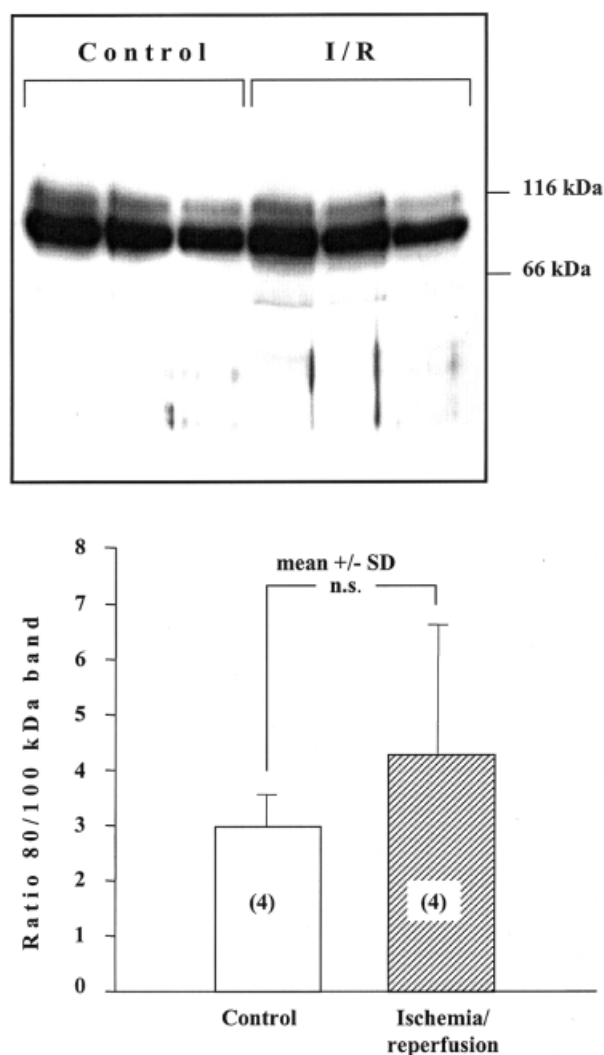 Control I/R
116 kDa
66 kDa
8
mean +/- SD
n.s.
7
6
5
4
3
2
1
0
Ratio 80/100 kDa band
(4) (4)
Control Ischemia/
reperfusion